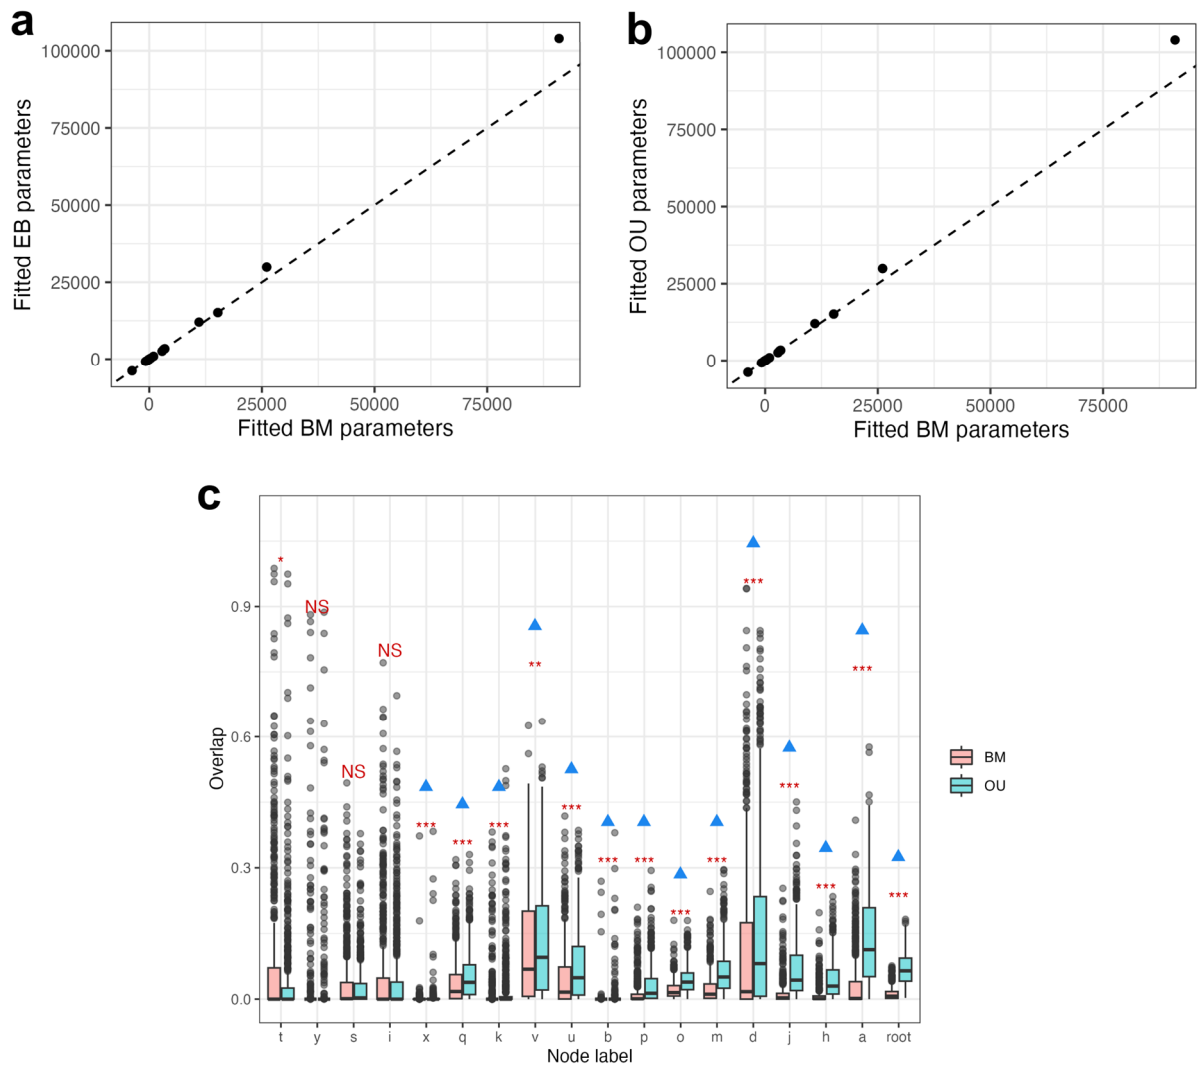 a
100000
75000
50000
25000
0
0
25000
50000
75000
Fitted EB parameters
Fitted BM parameters
b
100000
75000
50000
25000
0
0
25000
50000
75000
Fitted OU parameters
Fitted BM parameters
c
*
NS
NS
NS
***
***
***
**
***
***
***
***
***
***
***
***
***
***
0.9
0.6
0.3
0.0
Overlap
t y s i x q k v u b p o m d j h a root
Node label
BM
OU